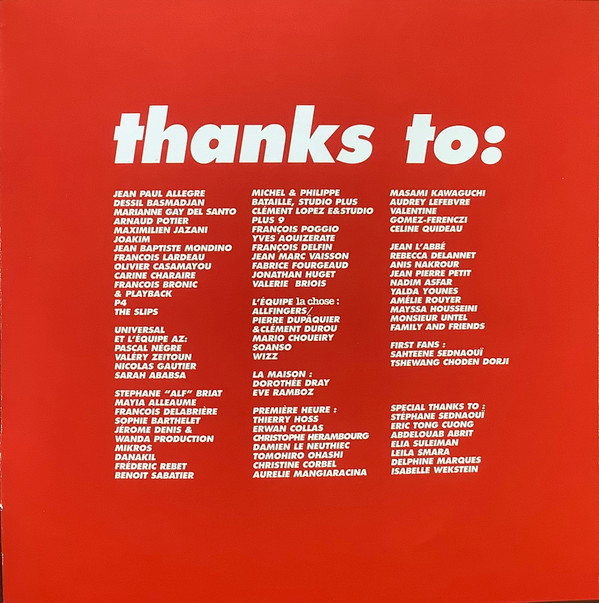 thanks to:
JEAN PAUL ALLEGRE
DESSIL BASMADJAN
MARIANNE GAY DEL SANTO
ARNAUD POTIER
MAXIMILIEN JAZANI
JOAKIM
JEAN BAPTISTE MONDINO
FRANCOIS LARDEAU
OLIVIER CASAMAYOU
CARINE CHARAIRE
FRANCOIS BRONIC
& PLAYBACK
P4
THE SLIPS
UNIVERSAL
ET L'ÉQUIPE AZ:
PASCAL NÈGRE
VALÉRY ZEITOUN
NICOLAS GAUTIER
SARAH ABABSA
STEPHANE "ALF" BRIAT
MAYIA ALLEAUME
FRANCOIS DELABRIÈRE
SOPHIE BARTHELET
JÉROME DENIS &
WANDA PRODUCTION
MIKROS
DANAKIL
FRÉDERIC REBET
BENOIT SABATIER
MICHEL & PHILIPPE
BATAILLE, STUDIO PLUS
CLÉMENT LOPEZ E&STUDIO
PLUS 9
FRANÇOIS POGGIO
YVES AOUIZERATE
FRANÇOIS DELFIN
JEAN MARC VAISSON
FABRICE FOURGEAUD
JONATHAN HUGET
VALERIE BRIOIS
L'ÉQUIPE la chose :
ALLFINGERS/
PIERRE DUPÂQUIER
&CLÉMENT DUROU
MARIO CHOUEIRY
SOANSO
WIZZ
LA MAISON :
DOROTHÉE DRAY
EVE RAMBOZ
PREMIÈRE HEURE :
THIERRY HOSS
ERWAN COLLAS
CHRISTOPHE HERAMBOURG
DAMIEN LE NEUTHIEC
TOMOHIRO OHASHI
CHRISTINE CORBEL
AURELIE MANGIARACINA
MASAMI KAWAGUCHI
AUDREY LEFEBVRE
VALENTINE
GOMEZ-FERENCZI
CELINE QUIDEAU
JEAN L'ABBÉ
REBECCA DELANNET
ANIS NAKROUR
JEAN PIERRE PETIT
NADIM ASFAR
YALDA YOUNES
AMÉLIE ROUYER
MAYSSA HOUSSEINI
MONSIEUR UNTEL
FAMILY AND FRIENDS
FIRST FANS :
SAHTEENE SEDNAOUÏ
TSHEWANG CHODEN DORJI
SPECIAL THANKS TO :
STÉPHANE SEDNAOUÏ
ERIC TONG CUONG
ABDELOUAB ABRIT
ELIA SULEIMAN
LEILA SMARA
DELPHINE MARQUES
ISABELLE WEKSTEIN